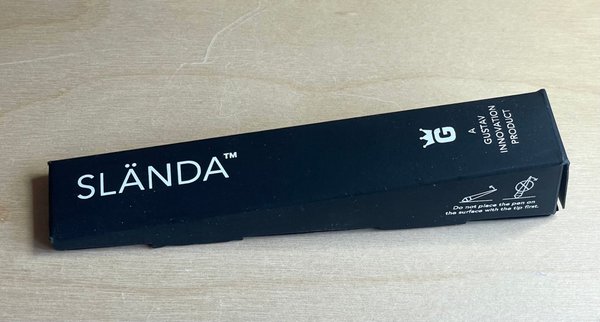 SLÄNDA™
G
A
GUSTAV
INNOVATION
PRODUCT
Do not place the pen on
the surface with the tip first.